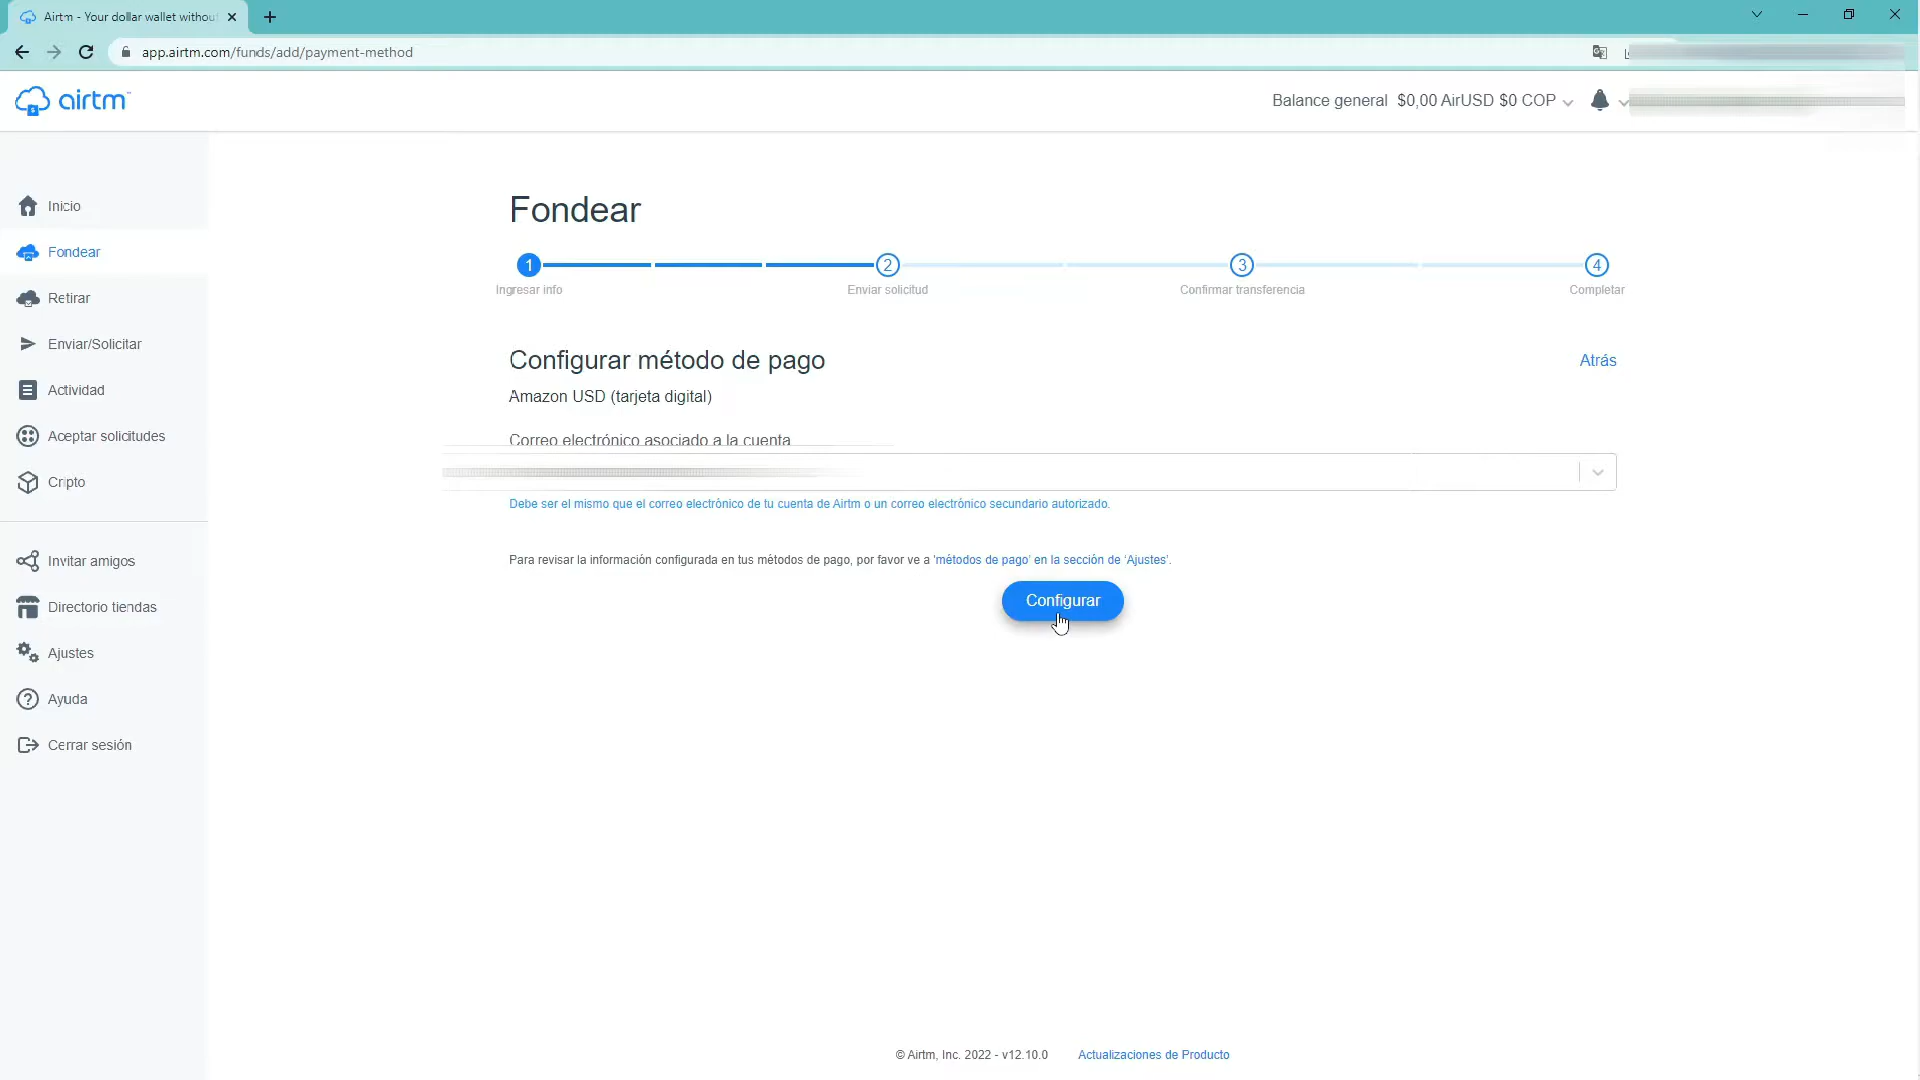 Airtm - Your dollar wallet withou
app.airtm.com/funds/add/payment-method
airtm
Balance general $0,00 AirUSD $0 COP
Inicio
Fondear
Retirar
Enviar/Solicitar
Actividad
Aceptar solicitudes
Cripto
Invitar amigos
Directorio tiendas
Ajustes
Ayuda
Cerrar sesión
Fondear
1 2 3 4
Ingresar info Enviar solicitud Confirmar transferencia Completar
Configurar método de pago Atrás
Amazon USD (tarjeta digital)
Correo electrónico asociado a la cuenta
Debe ser el mismo que el correo electrónico de tu cuenta de Airtm o un correo electrónico secundario autorizado.
Para revisar la información configurada en tus métodos de pago, por favor ve a 'métodos de pago' en la sección de 'Ajustes'.
Configurar
© Airtm, Inc. 2022 - v12.10.0 Actualizaciones de Producto